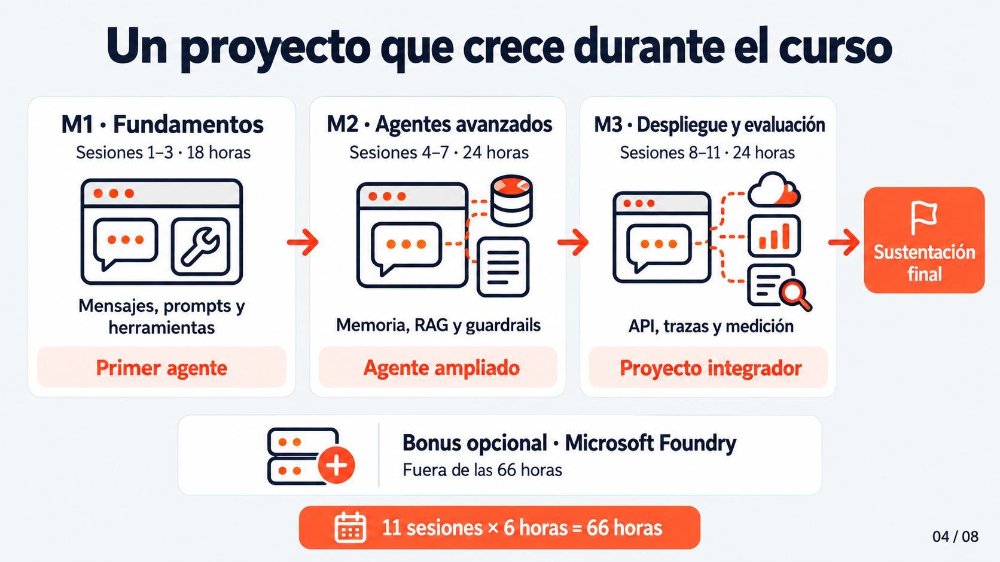 Un proyecto que crece durante el curso
M1 · Fundamentos
Sesiones 1–3 · 18 horas
Mensajes, prompts y
herramientas
Primer agente
M2 · Agentes avanzados
Sesiones 4–7 · 24 horas
Memoria, RAG y guardrails
Agente ampliado
M3 · Despliegue y evaluación
Sesiones 8–11 · 24 horas
API, trazas y medición
Proyecto integrador
Sustentación
final
Bonus opcional · Microsoft Foundry
Fuera de las 66 horas
11 sesiones × 6 horas = 66 horas
04 / 08